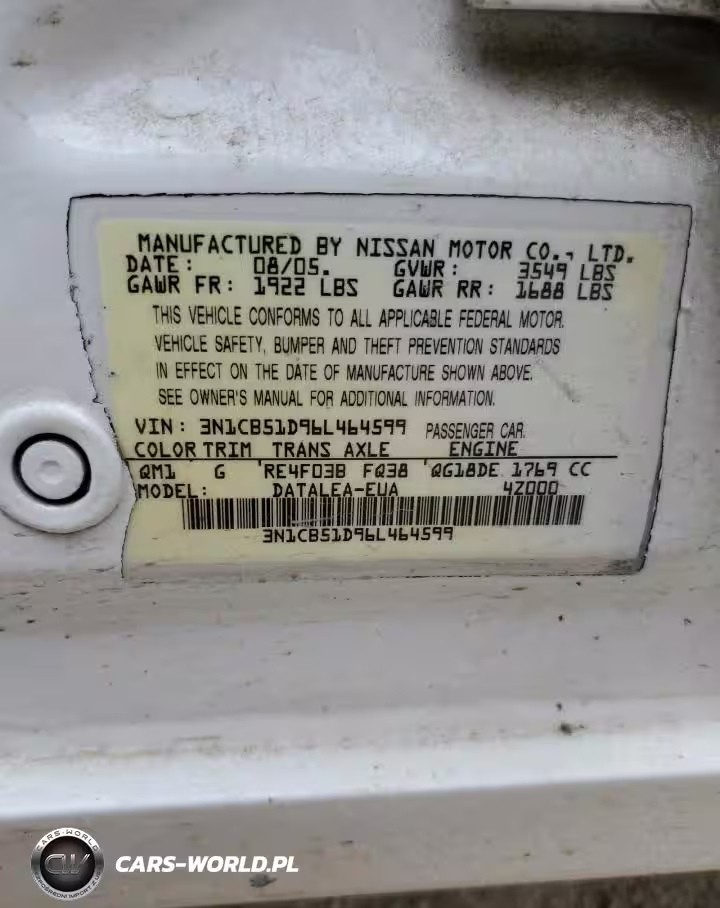 MANUFACTURED BY NISSAN MOTOR CO., LTD.
DATE: 08/05. GVWR: 3549 LBS
GAWR FR: 1922 LBS GAWR RR: 1688 LBS
THIS VEHICLE CONFORMS TO ALL APPLICABLE FEDERAL MOTOR.
VEHICLE SAFETY, BUMPER AND THEFT PREVENTION STANDARDS
IN EFFECT ON THE DATE OF MANUFACTURE SHOWN ABOVE.
SEE OWNER'S MANUAL FOR ADDITIONAL INFORMATION.
VIN: 3N1CB51D96L464599 PASSENGER CAR.
COLOR TRIM TRANS AXLE ENGINE
QM1 G RE4F03B FQ38 QG18DE 1769 CC
MODEL: DATALEA-EUA 4Z000
3N1CB51D96L464599
CARS-WORLD
CW
CARS-WORLD.PL